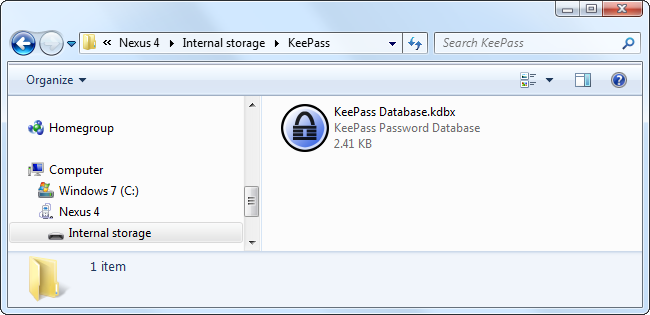 « Nexus 4 Internal storage KeePass Search KeePass
Organize
Homegroup
Computer
Windows 7 (C:)
Nexus 4
Internal storage
KeePass Database.kdbx
KeePass Password Database
2.41 KB
1 item